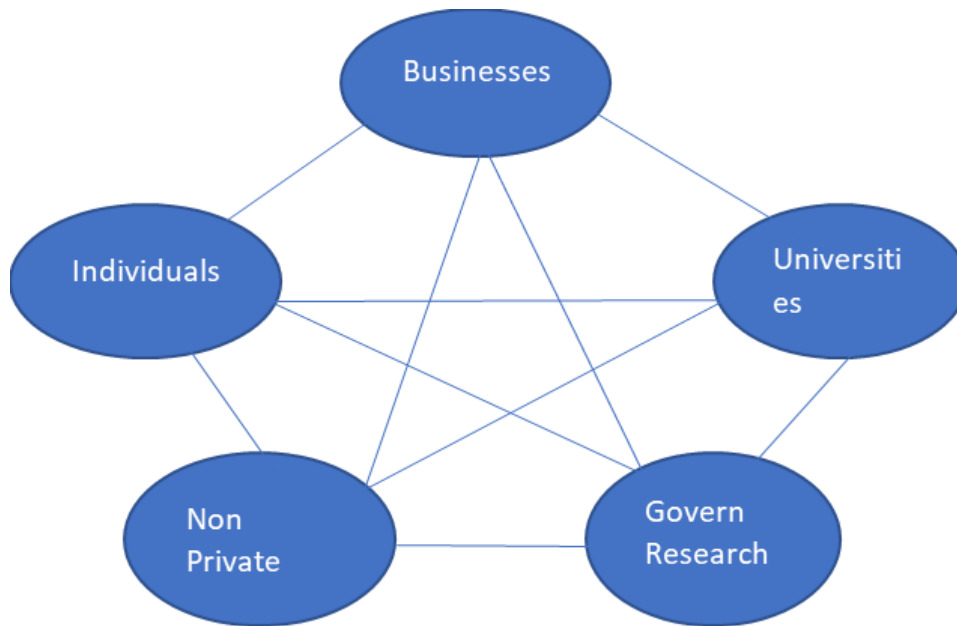 Businesses
Individuals
Universiti
es
Non
Private
Govern
Research